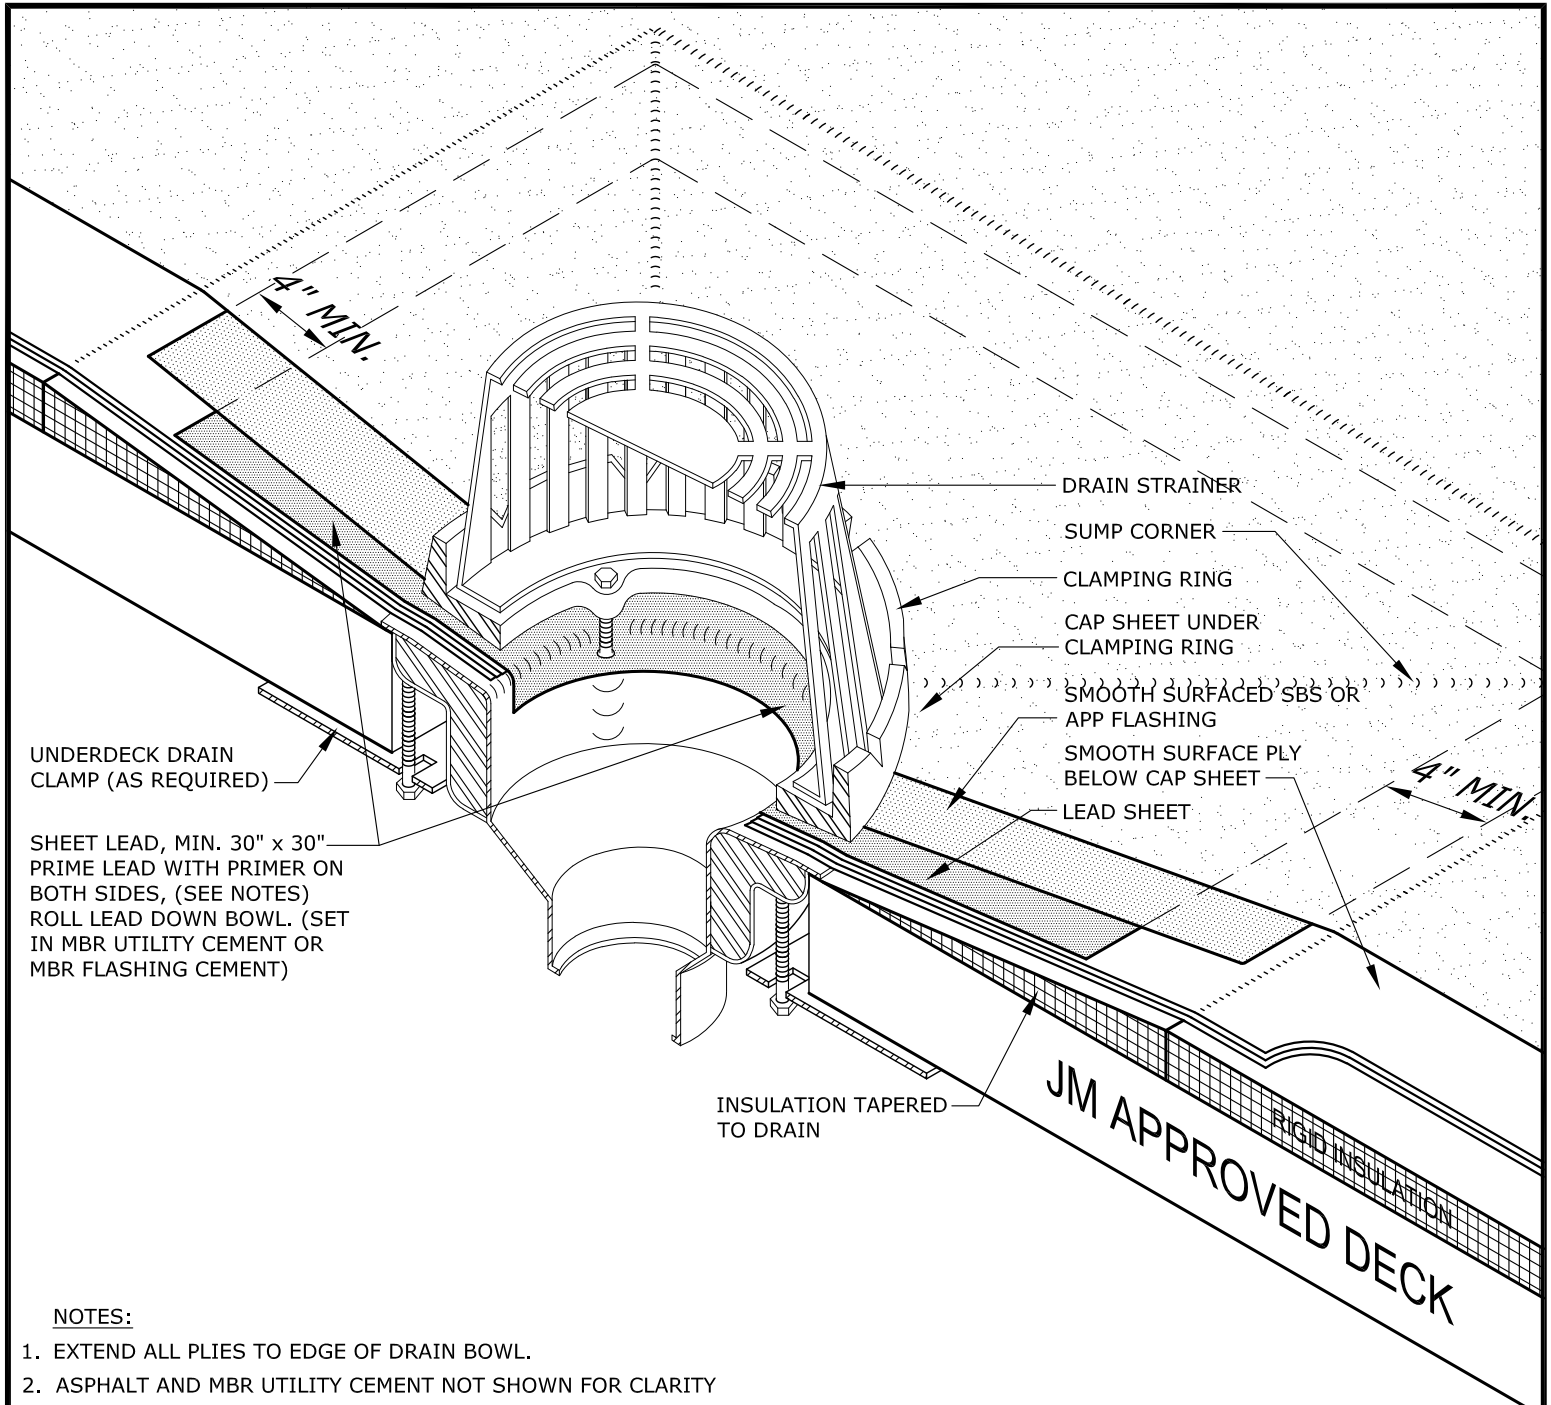 4" MIN.
DRAIN STRAINER
SUMP CORNER
CLAMPING RING
CAP SHEET UNDER
CLAMPING RING
SMOOTH SURFACED SBS OR
APP FLASHING
SMOOTH SURFACE PLY
BELOW CAP SHEET
4" MIN.
LEAD SHEET
UNDERDECK DRAIN
CLAMP (AS REQUIRED)
SHEET LEAD, MIN. 30" x 30"
PRIME LEAD WITH PRIMER ON
BOTH SIDES, (SEE NOTES)
ROLL LEAD DOWN BOWL. (SET
IN MBR UTILITY CEMENT OR
MBR FLASHING CEMENT)
INSULATION TAPERED
TO DRAIN
JM APPROVED DECK
RIGID INSULATION
NOTES:
1. EXTEND ALL PLIES TO EDGE OF DRAIN BOWL.
2. ASPHALT AND MBR UTILITY CEMENT NOT SHOWN FOR CLARITY